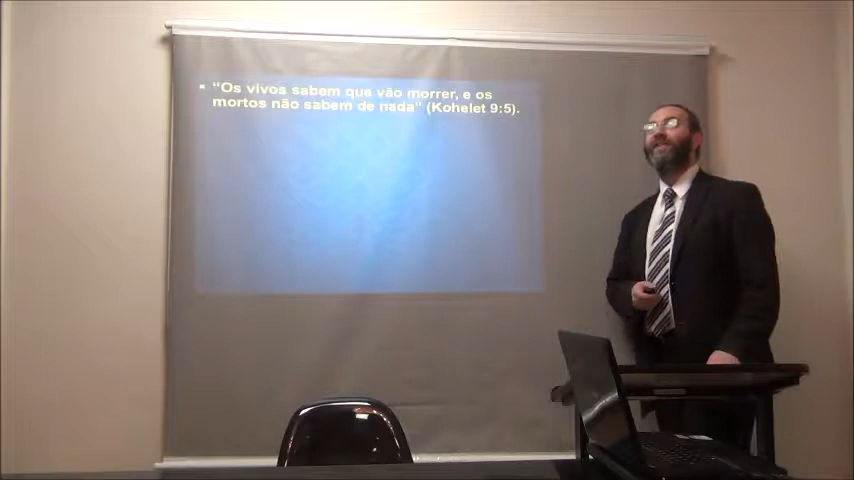 "Os vivos sabem que vão morrer, e os
mortos não sabem de nada" (Kohelet 9:5).